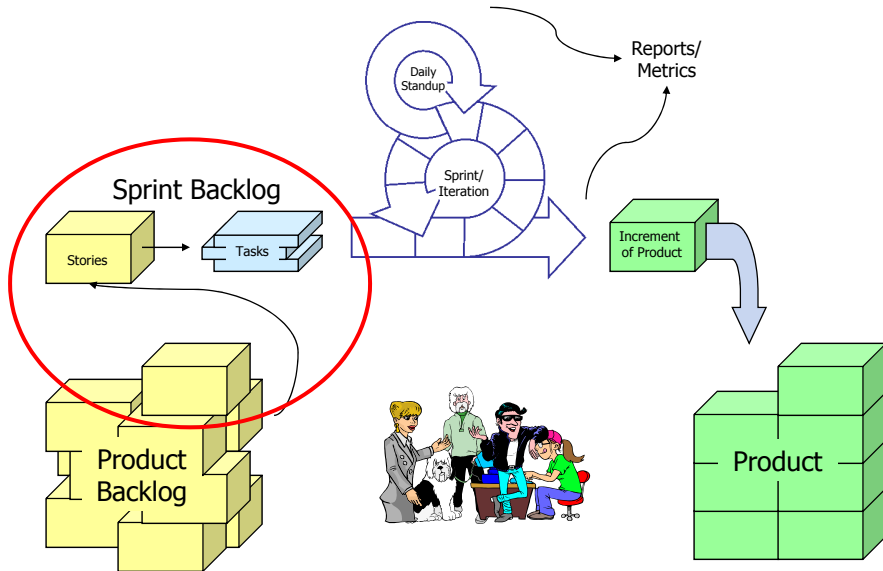 Daily
Standup
Reports/
Metrics
Sprint/
Iteration
Sprint Backlog
Stories
Tasks
Increment
of Product
Product
Backlog
Product